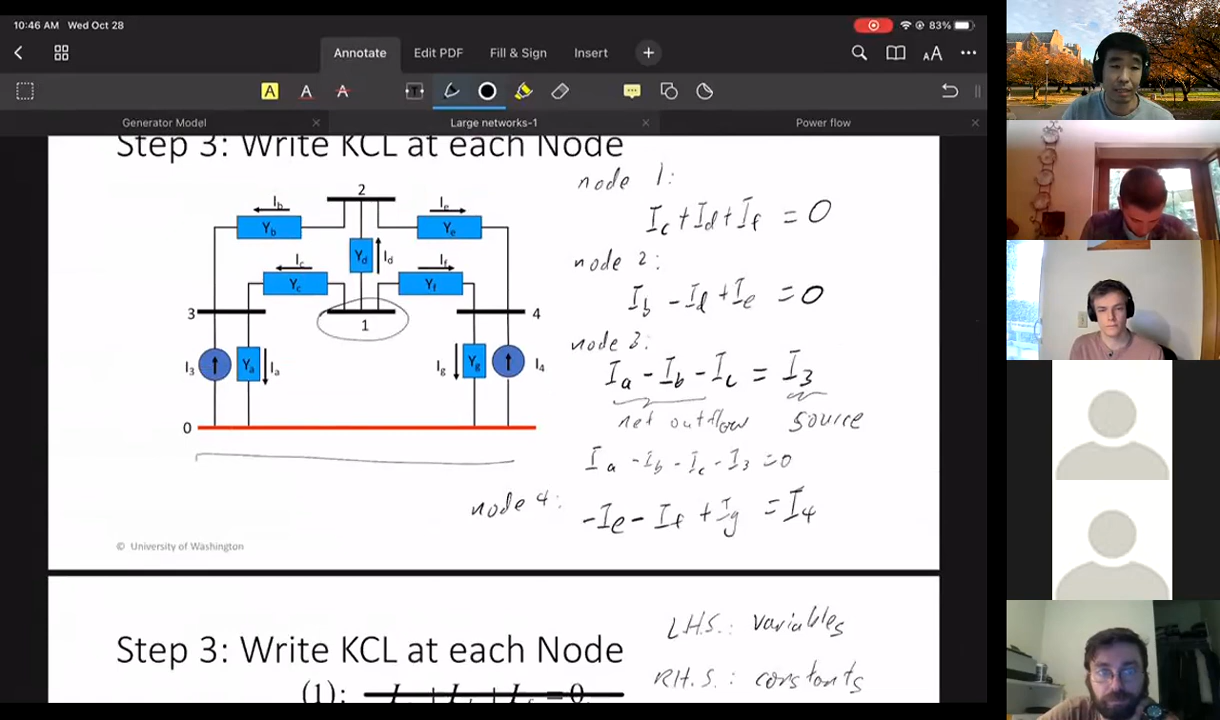 10:46 AM Wed Oct 28
83%
Annotate Edit PDF Fill & Sign Insert
Generator Model
Large networks-1
Power flow
Step 3: Write KCL at each Node
2
Ib
Yb
Ie
Ye
Yd
Id
Ic
Yc
If
Yf
3
1
4
I3
Ya
Ia
Ig
Yg
I4
0
node 1:
Ic + Id + If = 0
node 2:
Ib - Id + Ie = 0
node 3:
Ia - Ib - Ic = I3
net outflow source
Ia - Ib - Ic - I3 = 0
node 4:
-Ie - If + Ig = I4
© University of Washington
L.H.S.: variables
Step 3: Write KCL at each Node
R.H.S.: constants
(1):